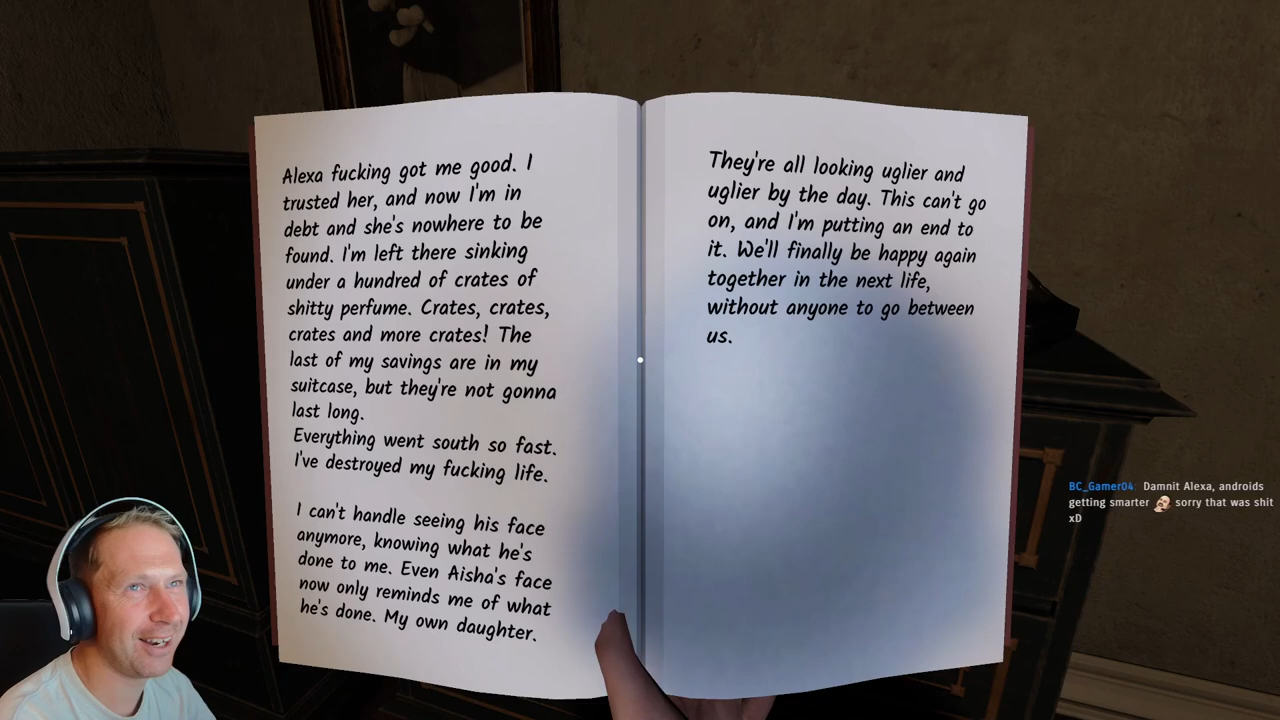 Alexa fucking got me good. I
trusted her, and now I'm in
debt and she's nowhere to be
found. I'm left there sinking
under a hundred of crates of
shitty perfume. Crates, crates,
crates and more crates! The
last of my savings are in my
suitcase, but they're not gonna
last long.
Everything went south so fast.
I've destroyed my fucking life.
I can't handle seeing his face
anymore, knowing what he's
done to me. Even Aisha's face
now only reminds me of what
he's done. My own daughter.
They're all looking uglier and
uglier by the day. This can't go
on, and I'm putting an end to
it. We'll finally be happy again
together in the next life,
without anyone to go between
us.
BC_Gamer04: Damnit Alexa, androids
getting smarter sorry that was shit
xD